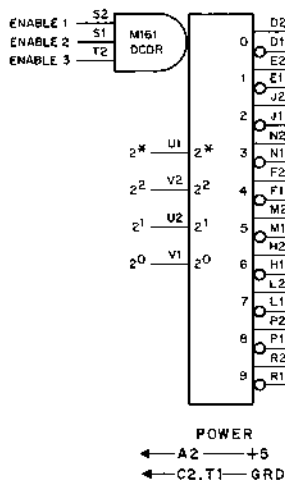 ENABLE 1 S2
ENABLE 2 S1
ENABLE 3 T2
M161
DCDR
D2
0 D1
E2
1 E1
J2
2 J1
N2
2* U1 2* 3 N1
F2
2² V2 2² 4 F1
M2
2¹ U2 2¹ 5 M1
H2
2⁰ V1 2⁰ 6 H1
L2
7 L1
P2
8 P1
R2
9 R1
POWER
A2 +5
C2,T1 GRD